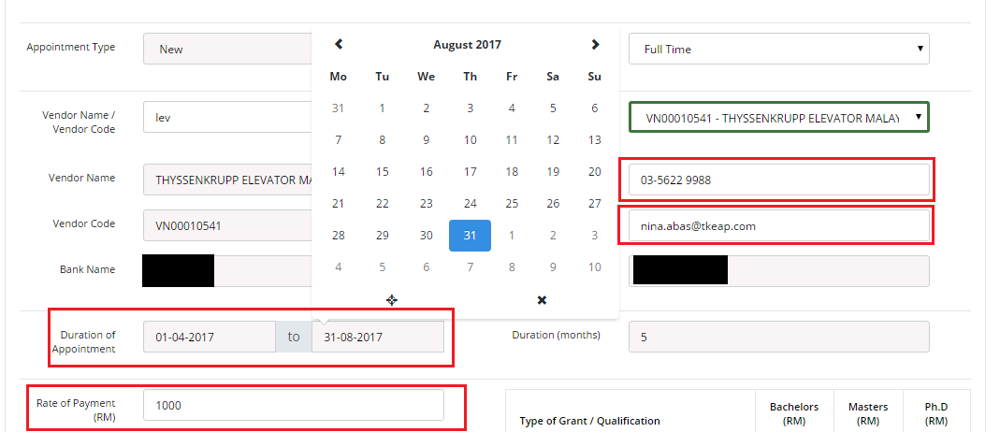 Appointment Type
New
August 2017
Full Time
Mo Tu We Th Fr Sa Su
31 1 2 3 4 5 6
7 8 9 10 11 12 13
14 15 16 17 18 19 20
21 22 23 24 25 26 27
28 29 30 31 1 2 3
4 5 6 7 8 9 10
Vendor Name /
Vendor Code
lev
VN00010541 - THYSSENKRUPP ELEVATOR MALAY
Vendor Name
THYSSENKRUPP ELEVATOR MA
03-5622 9988
Vendor Code
VN00010541
nina.abas@tkeap.com
Bank Name
Duration of
Appointment
01-04-2017 to 31-08-2017
Duration (months)
5
Rate of Payment
(RM)
1000
Type of Grant / Qualification
Bachelors
(RM)
Masters
(RM)
Ph.D
(RM)